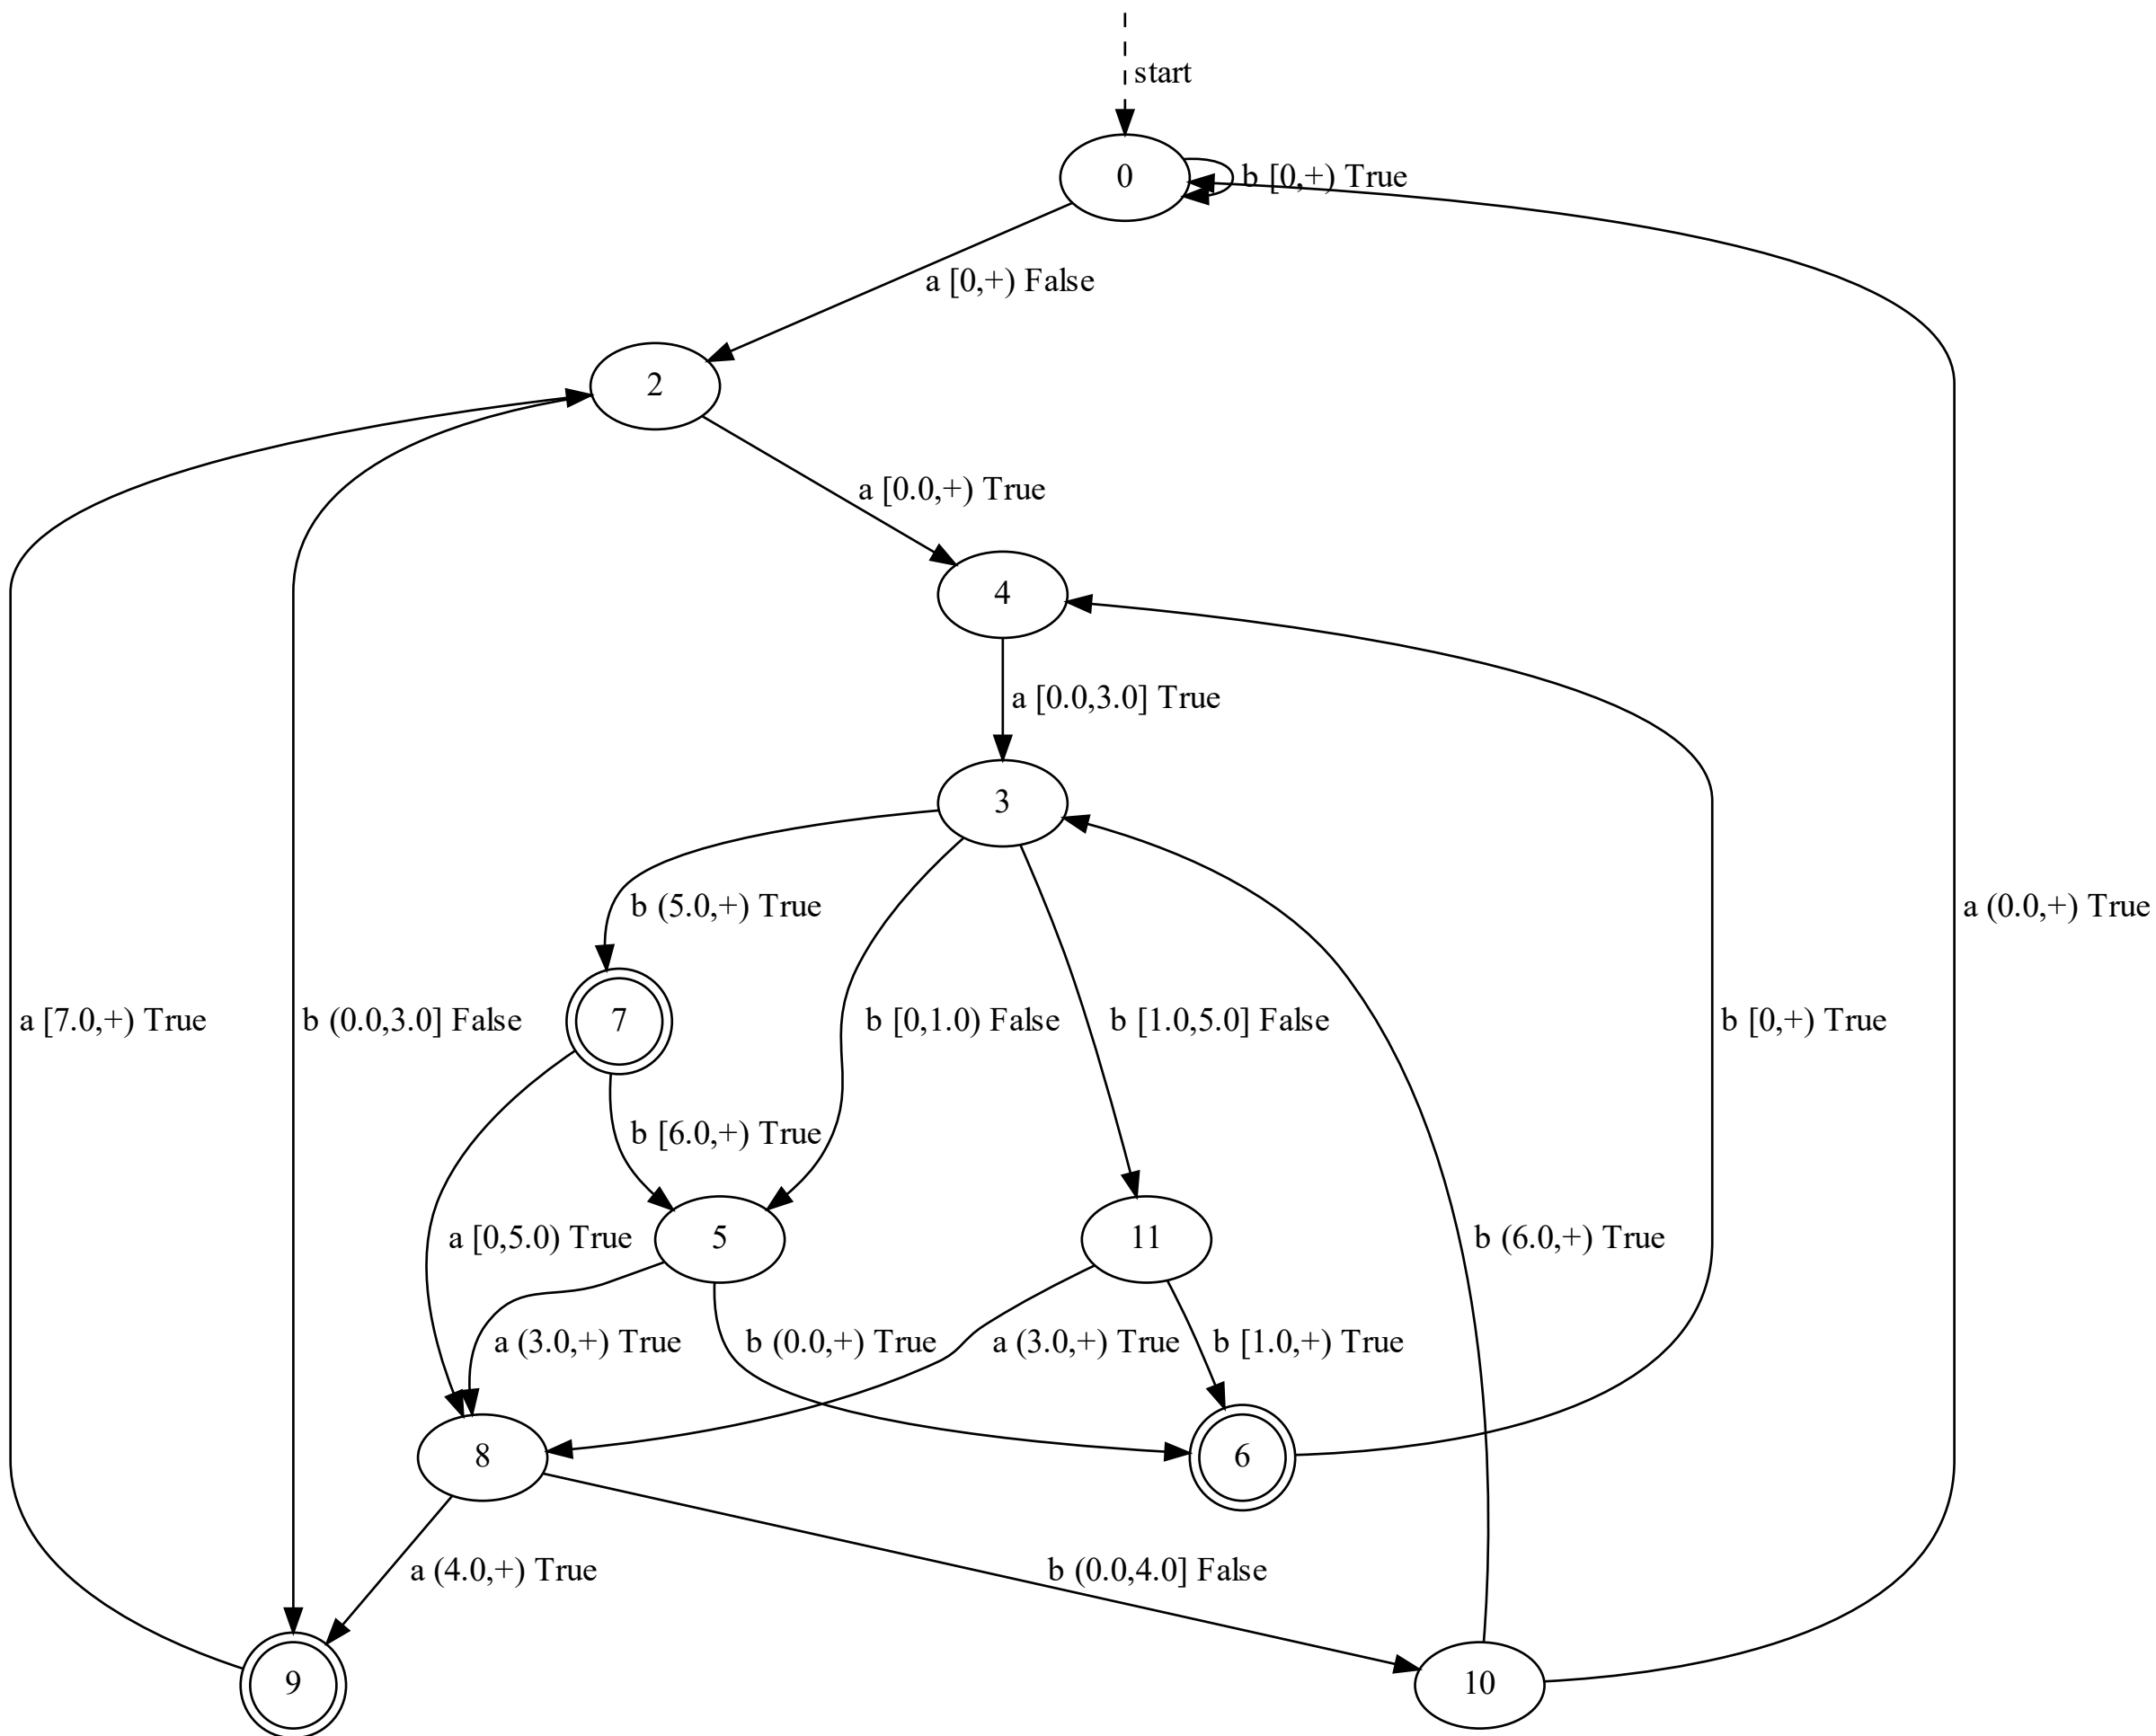 start
0
b [0,+) True
a [0,+) False
2
a [0.0,+) True
4
a [0.0,3.0] True
3
b (5.0,+) True
a (0.0,+) True
7
a [7.0,+) True
b (0.0,3.0] False
b [0,1.0) False
b [1.0,5.0] False
b [0,+) True
b [6.0,+) True
a [0,5.0) True
5
11
b (6.0,+) True
a (3.0,+) True
b (0.0,+) True
a (3.0,+) True
b [1.0,+) True
8
6
a (4.0,+) True
b (0.0,4.0] False
9
10